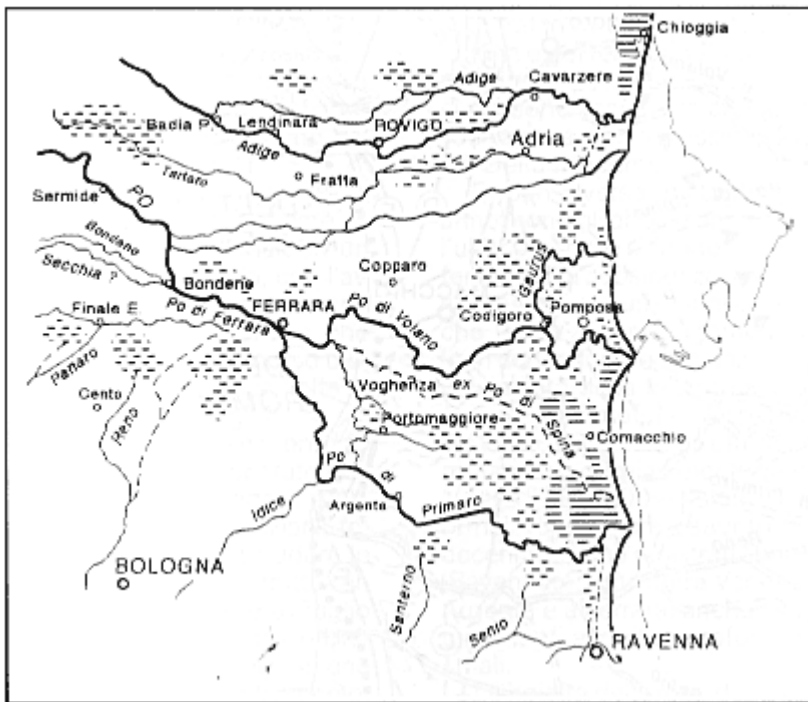 Chioggia
Adige
Cavarzere
Badia P.
Lendinara
ROVIGO
Adria
Adige
Tartaro
Fratta
Sermide
PO
Bondeno
Secchia ?
Bondeno
Copparo
Gaurus
Codigoro
Pomposa
Finale E.
Po di Ferrara
FERRARA
Po di Volano
Panaro
Cento
Reno
Voghenza
ex Po di Spina
Portomaggiore
Comacchio
Po di Primaro
Argenta
Idice
BOLOGNA
Santerno
Senio
RAVENNA